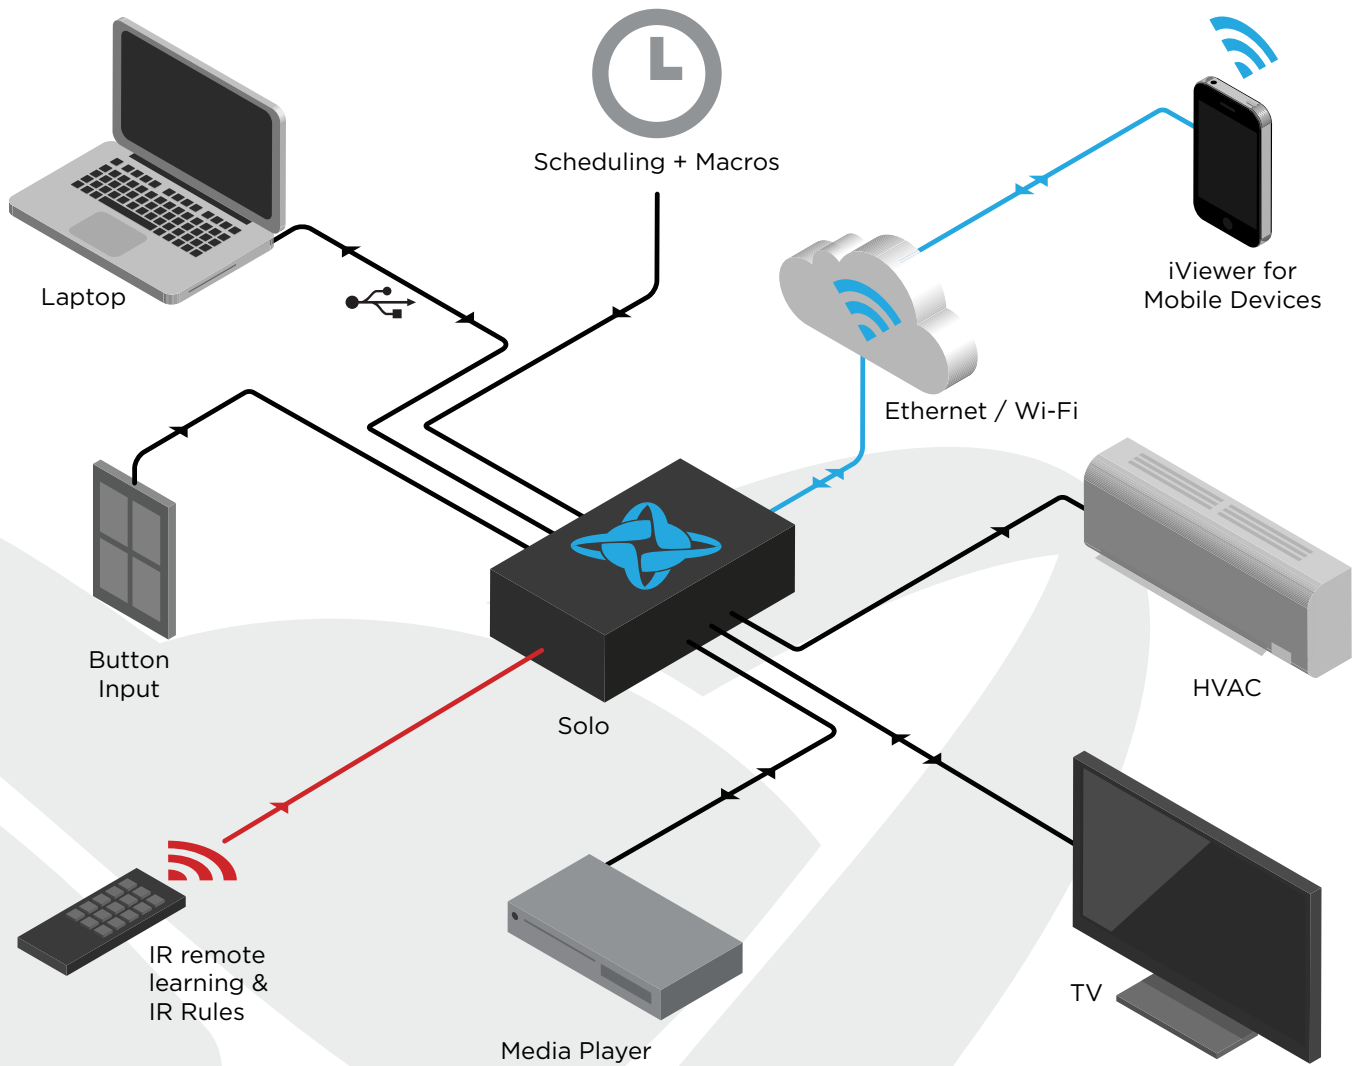 Scheduling + Macros
iViewer for
Mobile Devices
Laptop
Ethernet / Wi-Fi
Button
Input
HVAC
Solo
IR remote
learning &
IR Rules
TV
Media Player